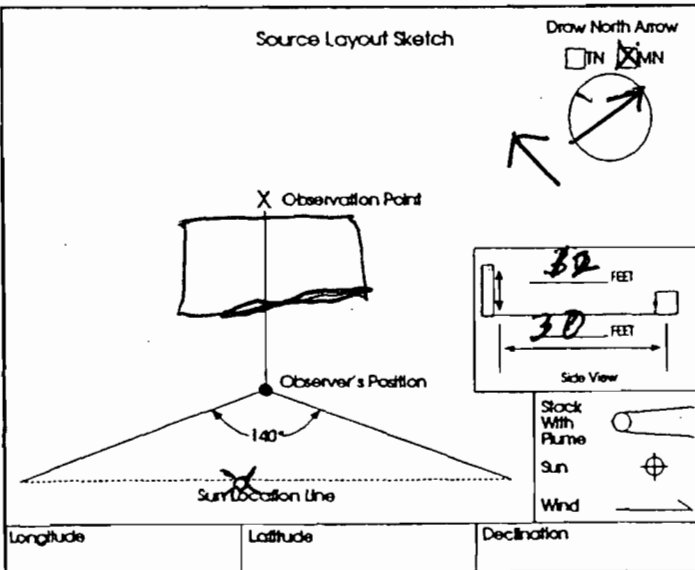 Source Layout Sketch
Draw North Arrow
TN MN
X Observation Point
FEET
30 FEET
Side View
Observer's Position
140°
Sun Location Line
Stack
With
Plume
Sun
Wind
Longitude Latitude Declination